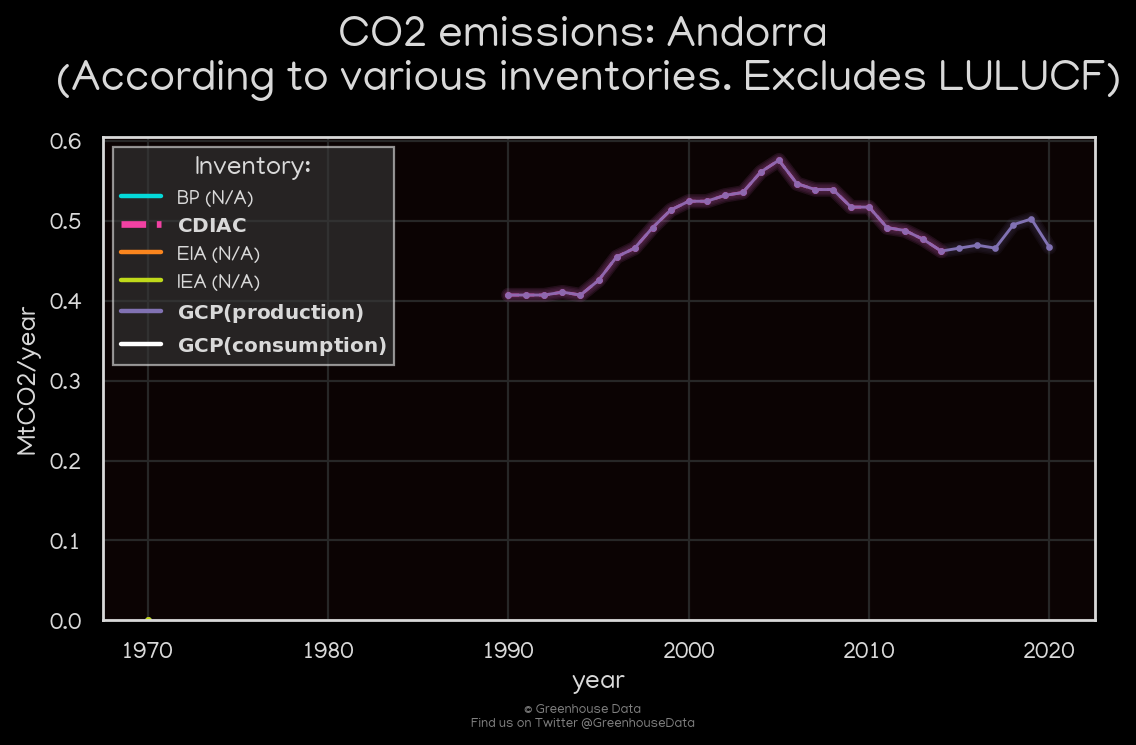 CO2 emissions: Andorra
(According to various inventories. Excludes LULUCF)
0.6
0.5
0.4
0.3
0.2
0.1
0.0
MtCO2/year
Inventory:
BP (N/A)
CDIAC
EIA (N/A)
IEA (N/A)
GCP(production)
GCP(consumption)
1970
1980
1990
2000
2010
2020
year
© Greenhouse Data
Find us on Twitter @GreenhouseData